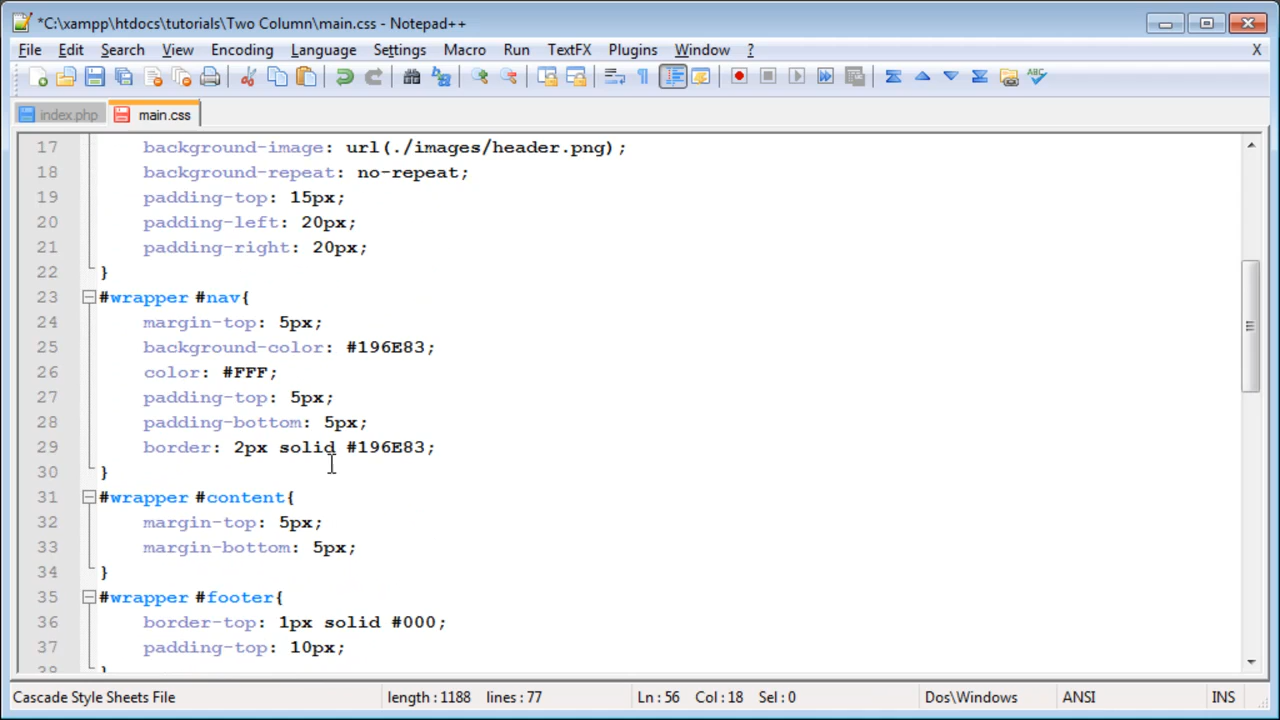 *C:\xampp\htdocs\tutorials\Two Column\main.css - Notepad++
File Edit Search View Encoding Language Settings Macro Run TextFX Plugins Window ? X
index.php main.css
17 background-image: url(./images/header.png);
18 background-repeat: no-repeat;
19 padding-top: 15px;
20 padding-left: 20px;
21 padding-right: 20px;
22 }
23 #wrapper #nav{
24 margin-top: 5px;
25 background-color: #196E83;
26 color: #FFF;
27 padding-top: 5px;
28 padding-bottom: 5px;
29 border: 2px solid #196E83;
30 }
31 #wrapper #content{
32 margin-top: 5px;
33 margin-bottom: 5px;
34 }
35 #wrapper #footer{
36 border-top: 1px solid #000;
37 padding-top: 10px;
38 }
Cascade Style Sheets File length : 1188 lines : 77 Ln : 56 Col : 18 Sel : 0 Dos\Windows ANSI INS